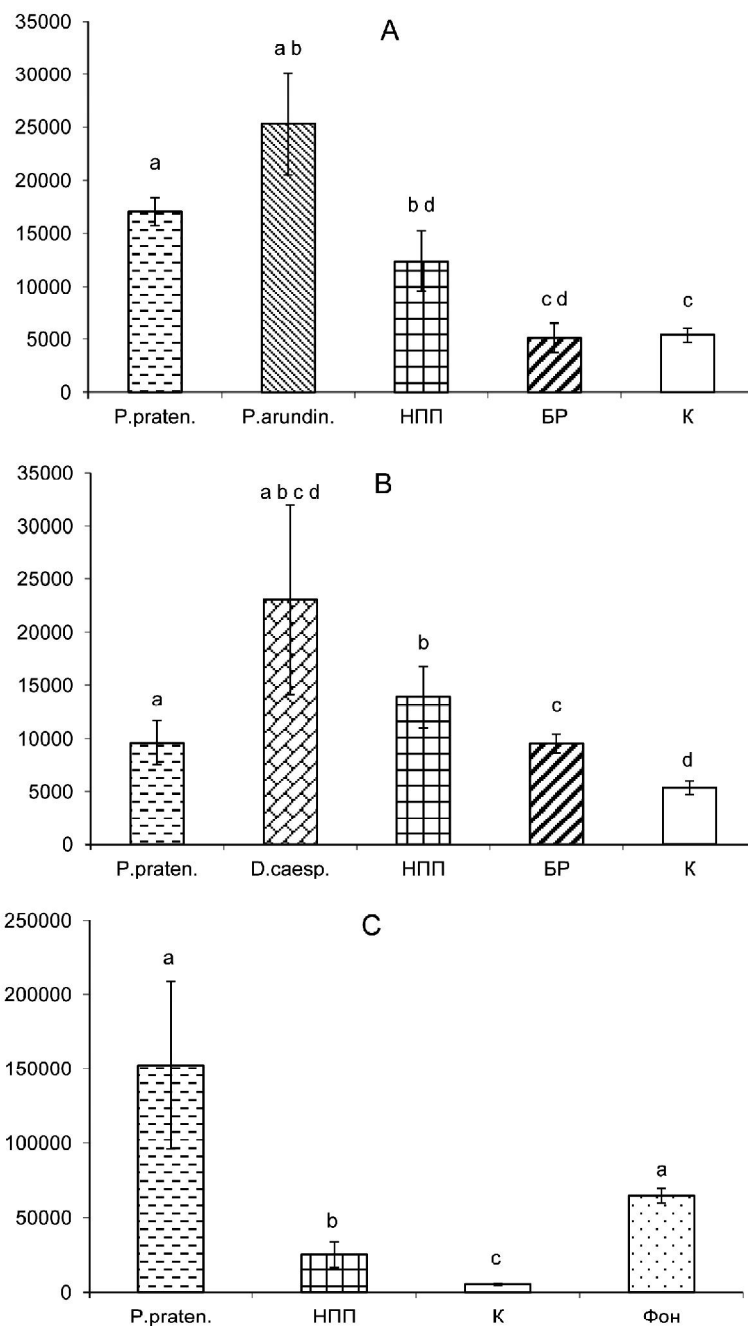 A
35000
30000
25000
20000
15000
10000
5000
0
a
a b
b d
c d
c
P.praten. P.arundin. НПП БР К
B
35000
30000
25000
20000
15000
10000
5000
0
a
a b c d
b
c
d
P.praten. D.caesp. НПП БР К
C
250000
200000
150000
100000
50000
0
a
b
c
a
P.praten. НПП К Фон